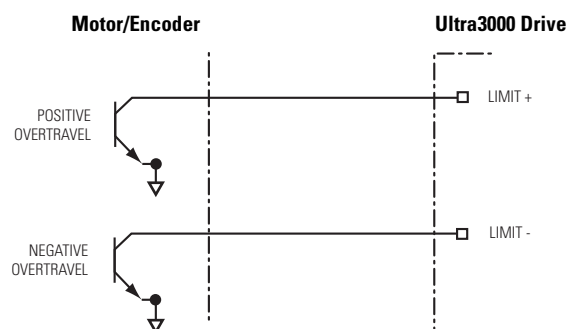 Motor/Encoder
Ultra3000 Drive
POSITIVE
OVERTRAVEL
LIMIT +
NEGATIVE
OVERTRAVEL
LIMIT -